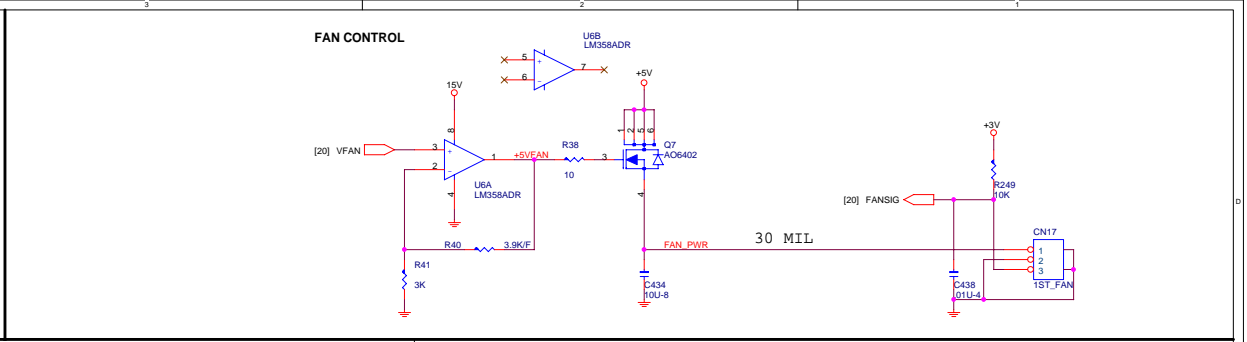 3
2
1
FAN CONTROL
U6B
LM358ADR
5
+
6
-
7
15V
+5V
8
1
2
5
6
[20] VFAN
3
+
2
-
1
+5VFAN
R38
10
3
Q7
AO6402
U6A
LM358ADR
4
4
+3V
R249
10K
[20] FANSIG
D
R40
3.9K/F
FAN_PWR
30 MIL
CN17
1
2
3
1ST_FAN
R41
3K
C434
10U-8
C438
.01U-4